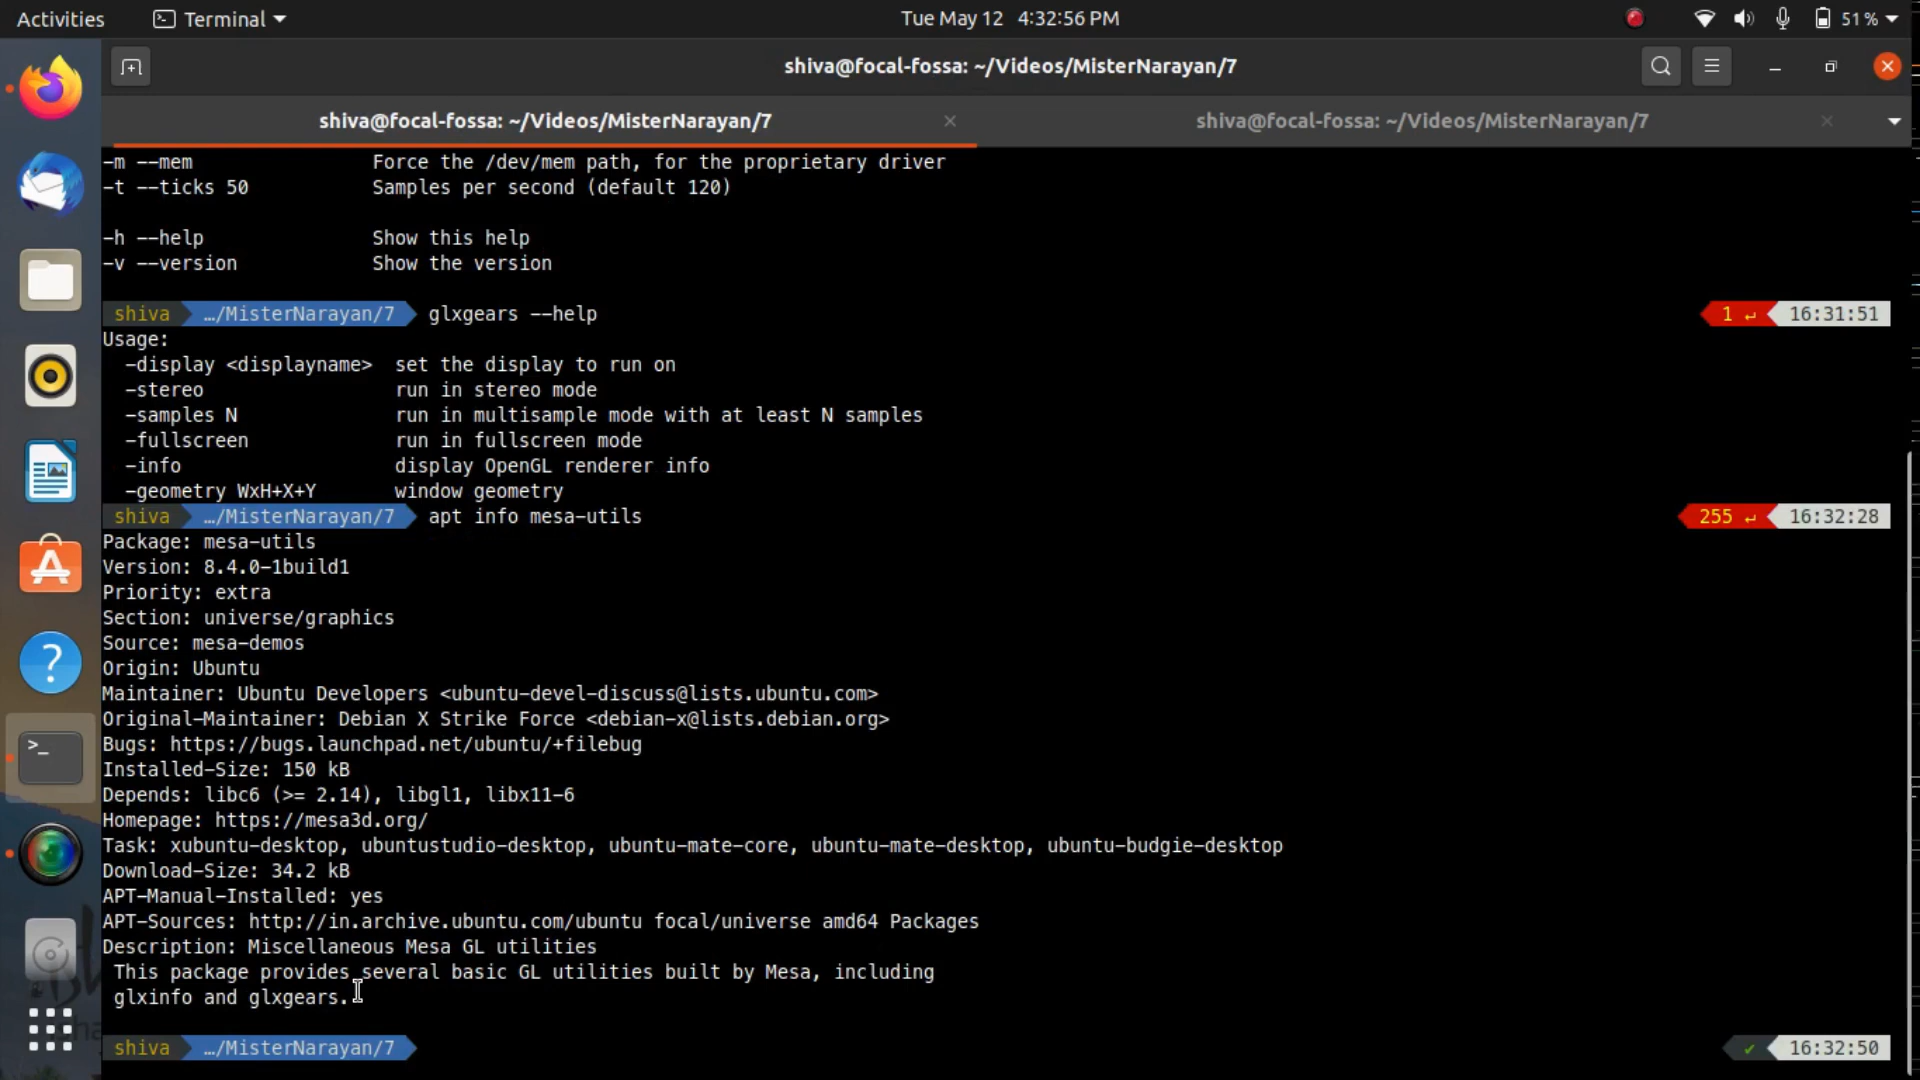 Activities
Terminal
Tue May 12 4:32:56 PM
51 %
shiva@focal-fossa: ~/Videos/MisterNarayan/7
shiva@focal-fossa: ~/Videos/MisterNarayan/7
shiva@focal-fossa: ~/Videos/MisterNarayan/7
-m --mem Force the /dev/mem path, for the proprietary driver
-t --ticks 50 Samples per second (default 120)
-h --help Show this help
-v --version Show the version
shiva …/MisterNarayan/7 glxgears --help 1 ↵ 16:31:51
Usage:
-display <displayname> set the display to run on
-stereo run in stereo mode
-samples N run in multisample mode with at least N samples
-fullscreen run in fullscreen mode
-info display OpenGL renderer info
-geometry WxH+X+Y window geometry
shiva …/MisterNarayan/7 apt info mesa-utils 255 ↵ 16:32:28
Package: mesa-utils
Version: 8.4.0-1build1
Priority: extra
Section: universe/graphics
Source: mesa-demos
Origin: Ubuntu
Maintainer: Ubuntu Developers <ubuntu-devel-discuss@lists.ubuntu.com>
Original-Maintainer: Debian X Strike Force <debian-x@lists.debian.org>
Bugs: https://bugs.launchpad.net/ubuntu/+filebug
Installed-Size: 150 kB
Depends: libc6 (>= 2.14), libgl1, libx11-6
Homepage: https://mesa3d.org/
Task: xubuntu-desktop, ubuntustudio-desktop, ubuntu-mate-core, ubuntu-mate-desktop, ubuntu-budgie-desktop
Download-Size: 34.2 kB
APT-Manual-Installed: yes
APT-Sources: http://in.archive.ubuntu.com/ubuntu focal/universe amd64 Packages
Description: Miscellaneous Mesa GL utilities
This package provides several basic GL utilities built by Mesa, including
glxinfo and glxgears.
shiva …/MisterNarayan/7 ✓ 16:32:50